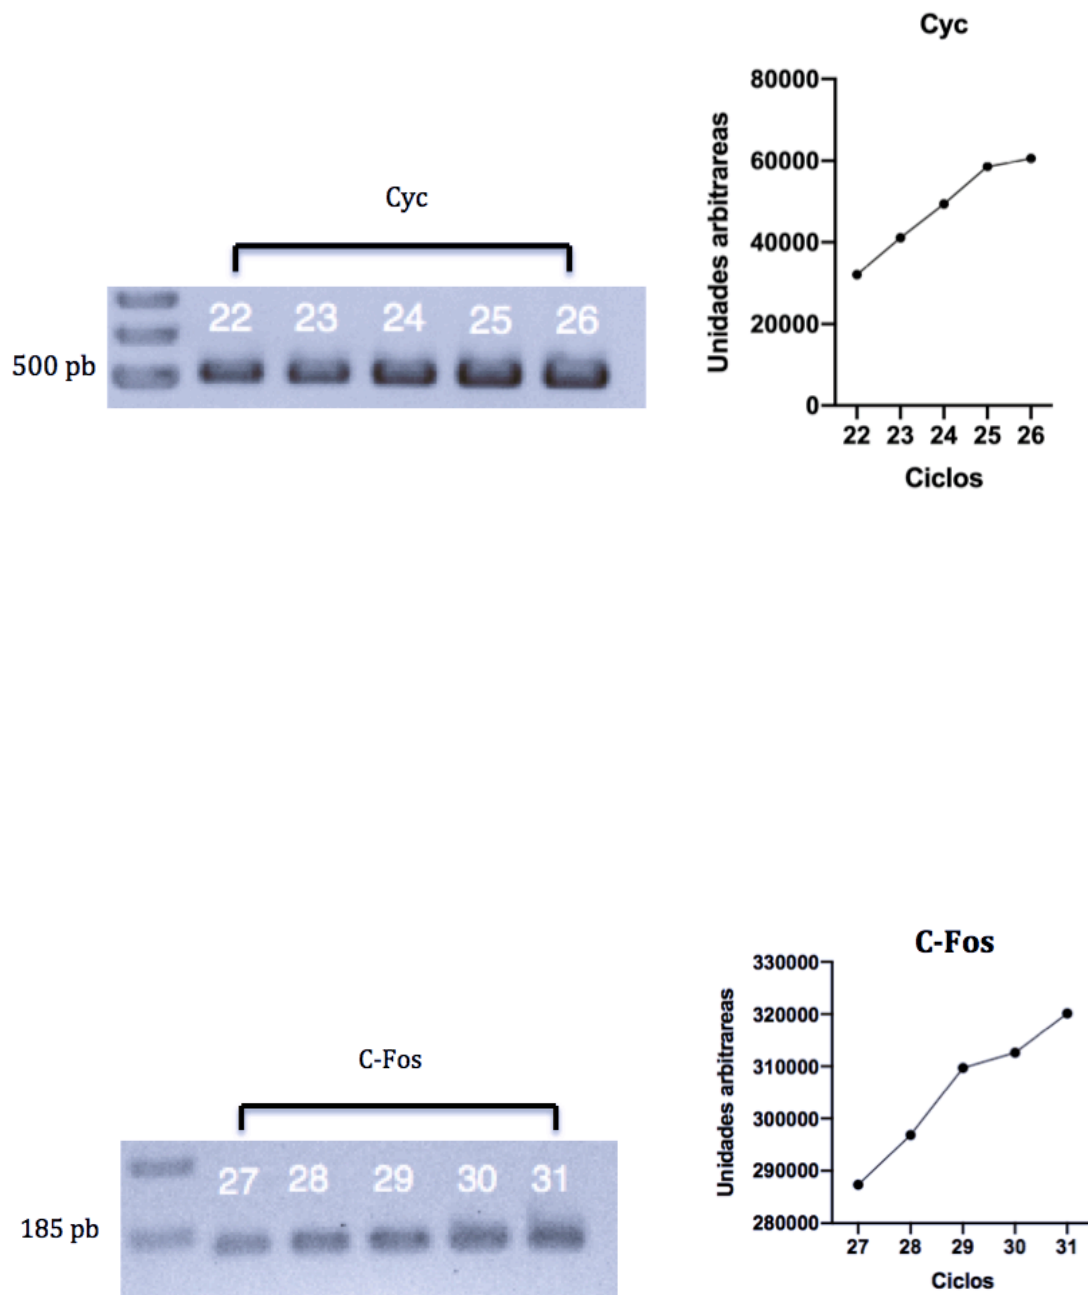 Cyc
500 pb
22 23 24 25 26
Cyc
Unidades arbitrareas
80000
60000
40000
20000
0
22 23 24 25 26
Ciclos
C-Fos
185 pb
27 28 29 30 31
C-Fos
Unidades arbitrareas
330000
320000
310000
300000
290000
280000
27 28 29 30 31
Ciclos